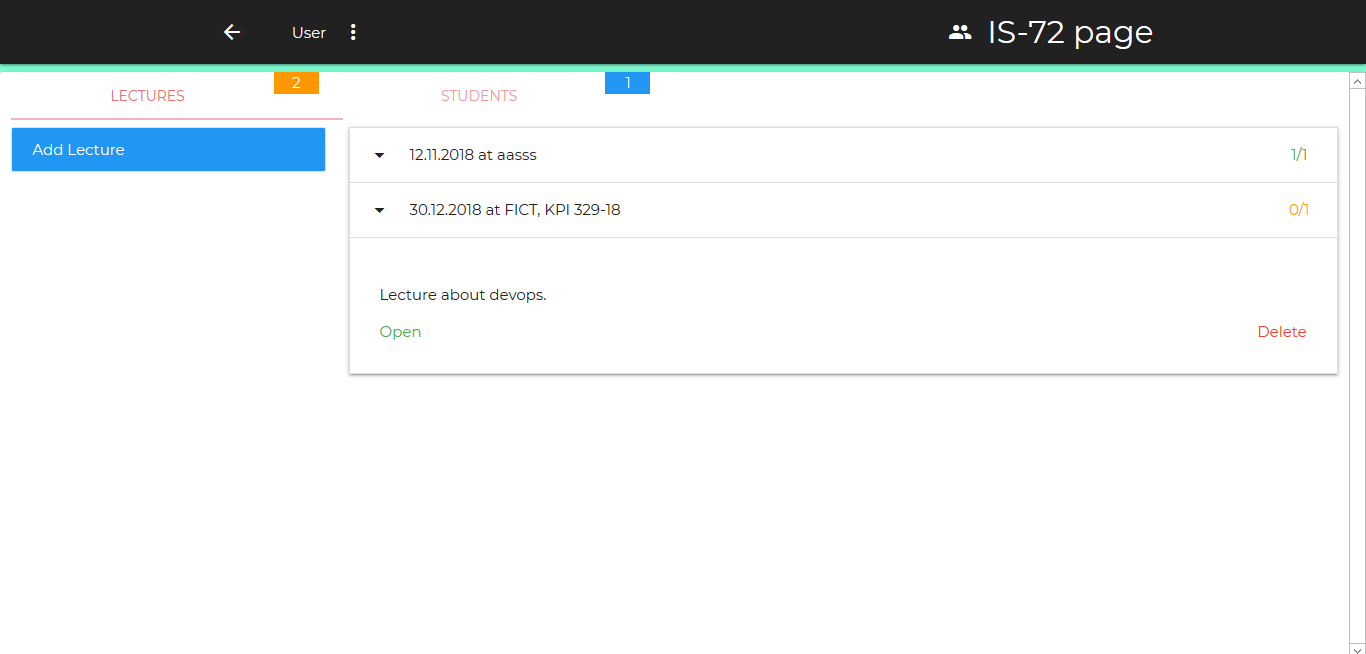 User
IS-72 page
LECTURES
2
STUDENTS
1
Add Lecture
12.11.2018 at aasss
1/1
30.12.2018 at FICT, KPI 329-18
0/1
Lecture about devops.
Open
Delete